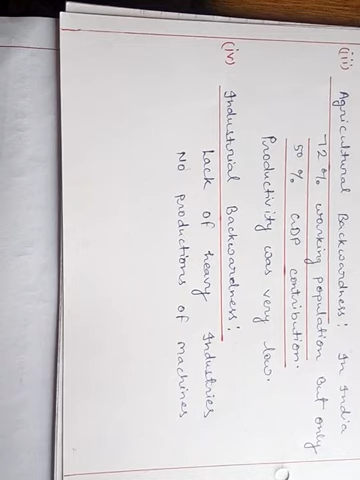 (iii) Agricultural Backwardness: In India
72% working population but only
50% GDP contribution.
Productivity was very low.
(iv) Industrial Backwardness:
Lack of heavy Industries
No productions of machines